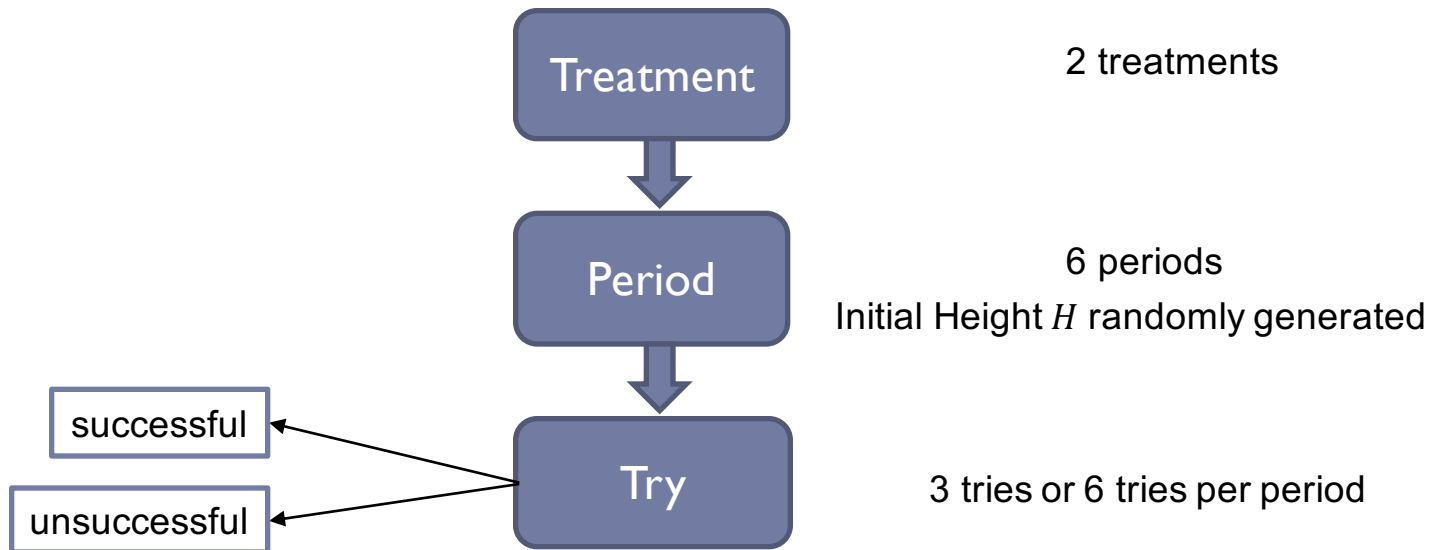 Treatment
2 treatments
Period
6 periods
Initial Height H randomly generated
successful
unsuccessful
Try
3 tries or 6 tries per period